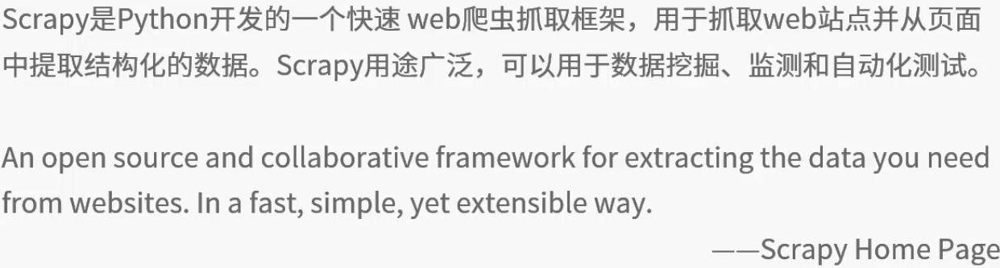 Scrapy是Python开发的一个快速 web爬虫抓取框架，用于抓取web站点并从页面
中提取结构化的数据。Scrapy用途广泛，可以用于数据挖掘、监测和自动化测试。
An open source and collaborative framework for extracting the data you need
from websites. In a fast, simple, yet extensible way.
——Scrapy Home Page